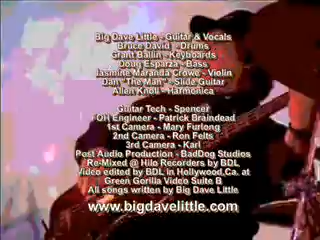 Big Dave Little - Guitar & Vocals
Bruce David - Drums
Grant Ballin - Keyboards
Doug Esparza - Bass
Jasmine Maranda Crowe - Violin
Dan "The Man" - Slide Guitar
Allen Knoll - Harmonica
Guitar Tech - Spencer
FOH Engineer - Patrick Braindead
1st Camera - Mary Furlong
2nd Camera - Ron Felts
3rd Camera - Karl
Post Audio Production - BadDog Studios
Re-Mixed @ Hilo Recorders by BDL
Video edited by BDL in Hollywood,Ca. at
Green Gorilla Video Suite B
All songs written by Big Dave Little
www.bigdavelittle.com